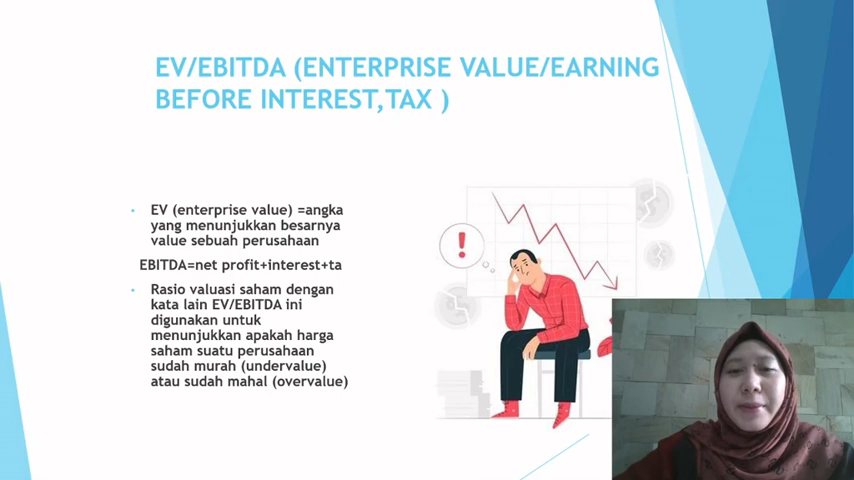 EV/EBITDA (ENTERPRISE VALUE/EARNING
BEFORE INTEREST,TAX )
EV (enterprise value) =angka
yang menunjukkan besarnya
value sebuah perusahaan
EBITDA=net profit+interest+ta
Rasio valuasi saham dengan
kata lain EV/EBITDA ini
digunakan untuk
menunjukkan apakah harga
saham suatu perusahaan
sudah murah (undervalue)
atau sudah mahal (overvalue)